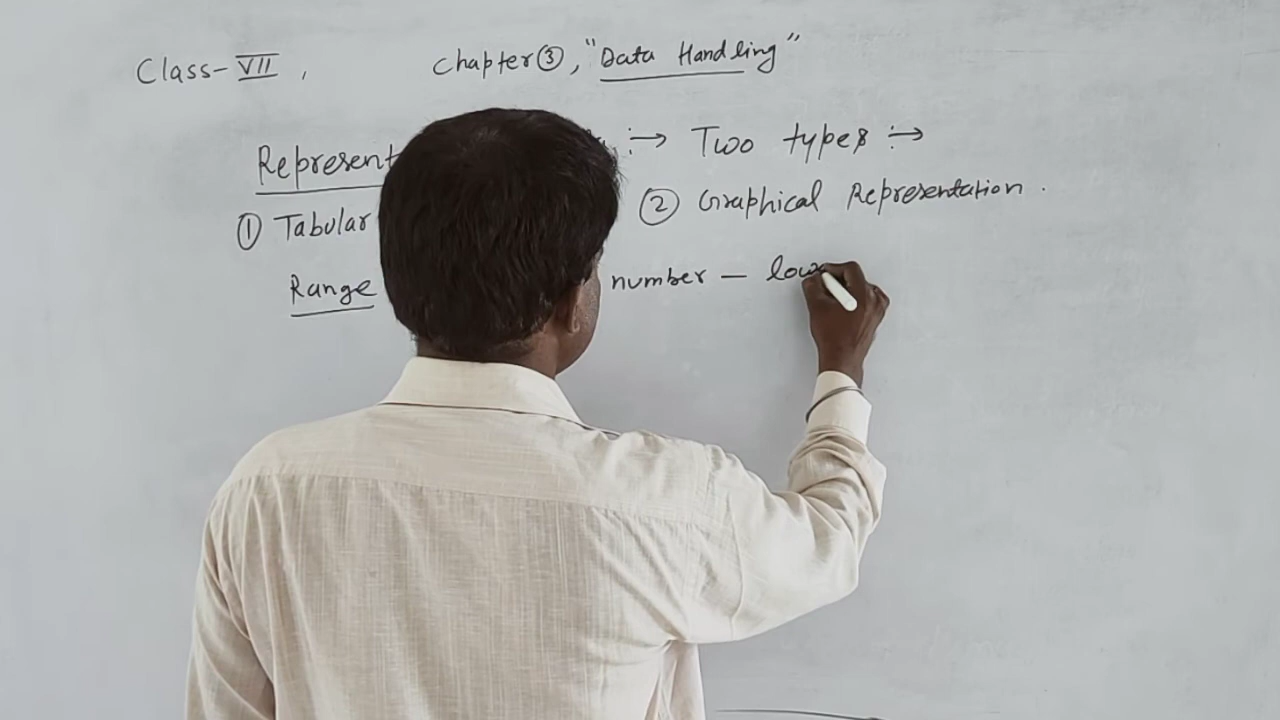 Class-VII , Chapter ③, "Data Handling"
Represent :→ Two types :→
① Tabular ② Graphical Representation .
Range number — low